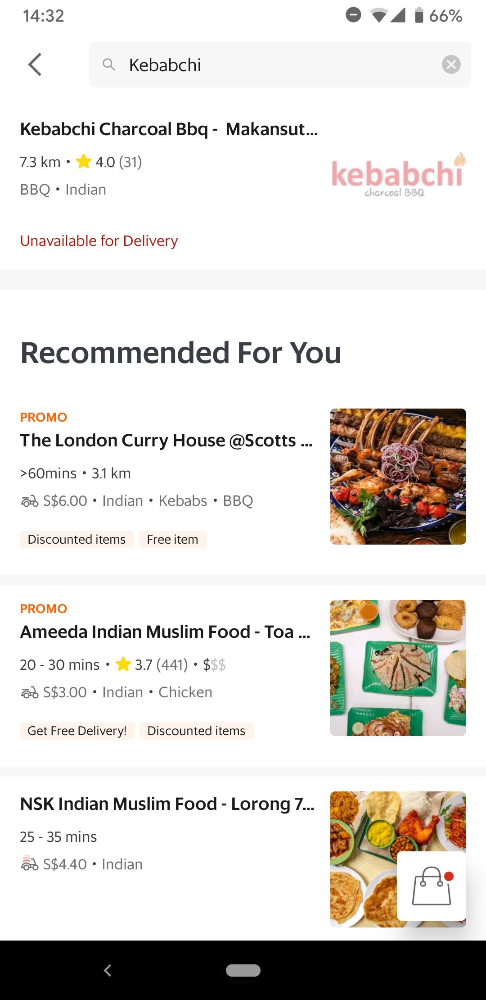 14:32
66%
Kebabchi
Kebabchi Charcoal Bbq - Makansut...
7.3 km • 4.0 (31)
BBQ • Indian
kebabchi
charcoal BBQ
Unavailable for Delivery
Recommended For You
PROMO
The London Curry House @Scotts ...
>60mins • 3.1 km
S$6.00 • Indian • Kebabs • BBQ
Discounted items Free item
PROMO
Ameeda Indian Muslim Food - Toa ...
20 - 30 mins • 3.7 (441) • $$$
S$3.00 • Indian • Chicken
Get Free Delivery! Discounted items
NSK Indian Muslim Food - Lorong 7...
25 - 35 mins
S$4.40 • Indian